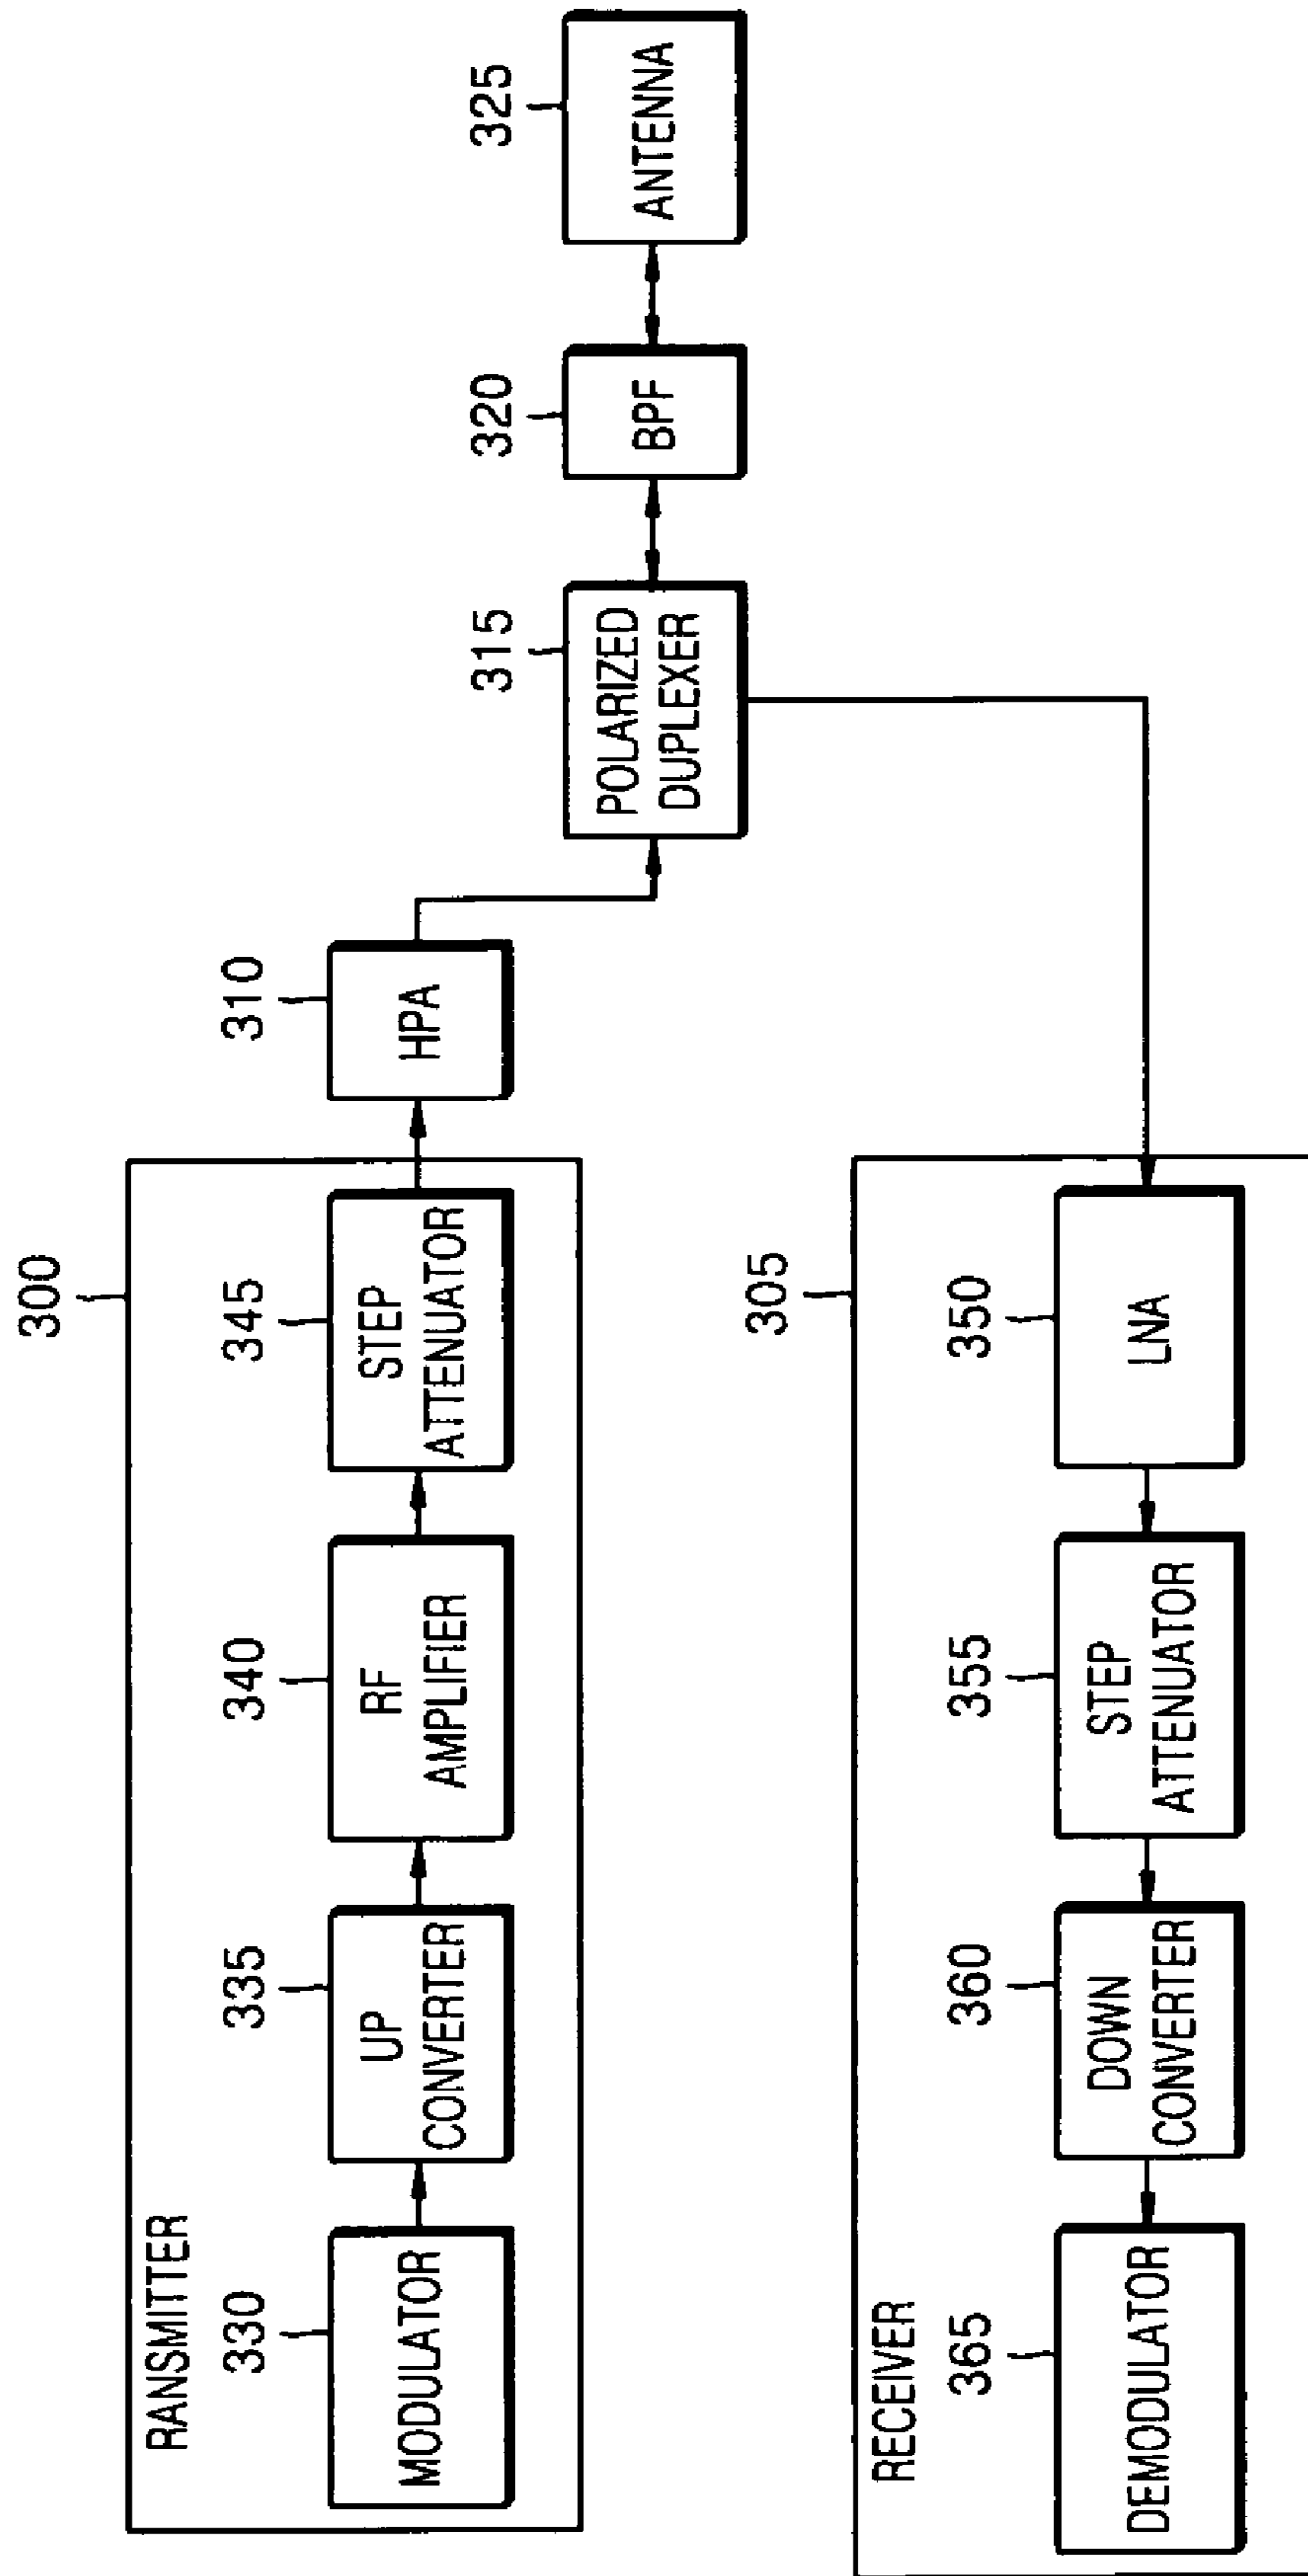 300
RANSMITTER
330
MODULATOR
335
UP
CONVERTER
340
RF
AMPLIFIER
345
STEP
ATTENUATOR
310
HPA
315
POLARIZED
DUPLEXER
320
BPF
325
ANTENNA
305
RECEIVER
365
DEMODULATOR
360
DOWN
CONVERTER
355
STEP
ATTENUATOR
350
LNA